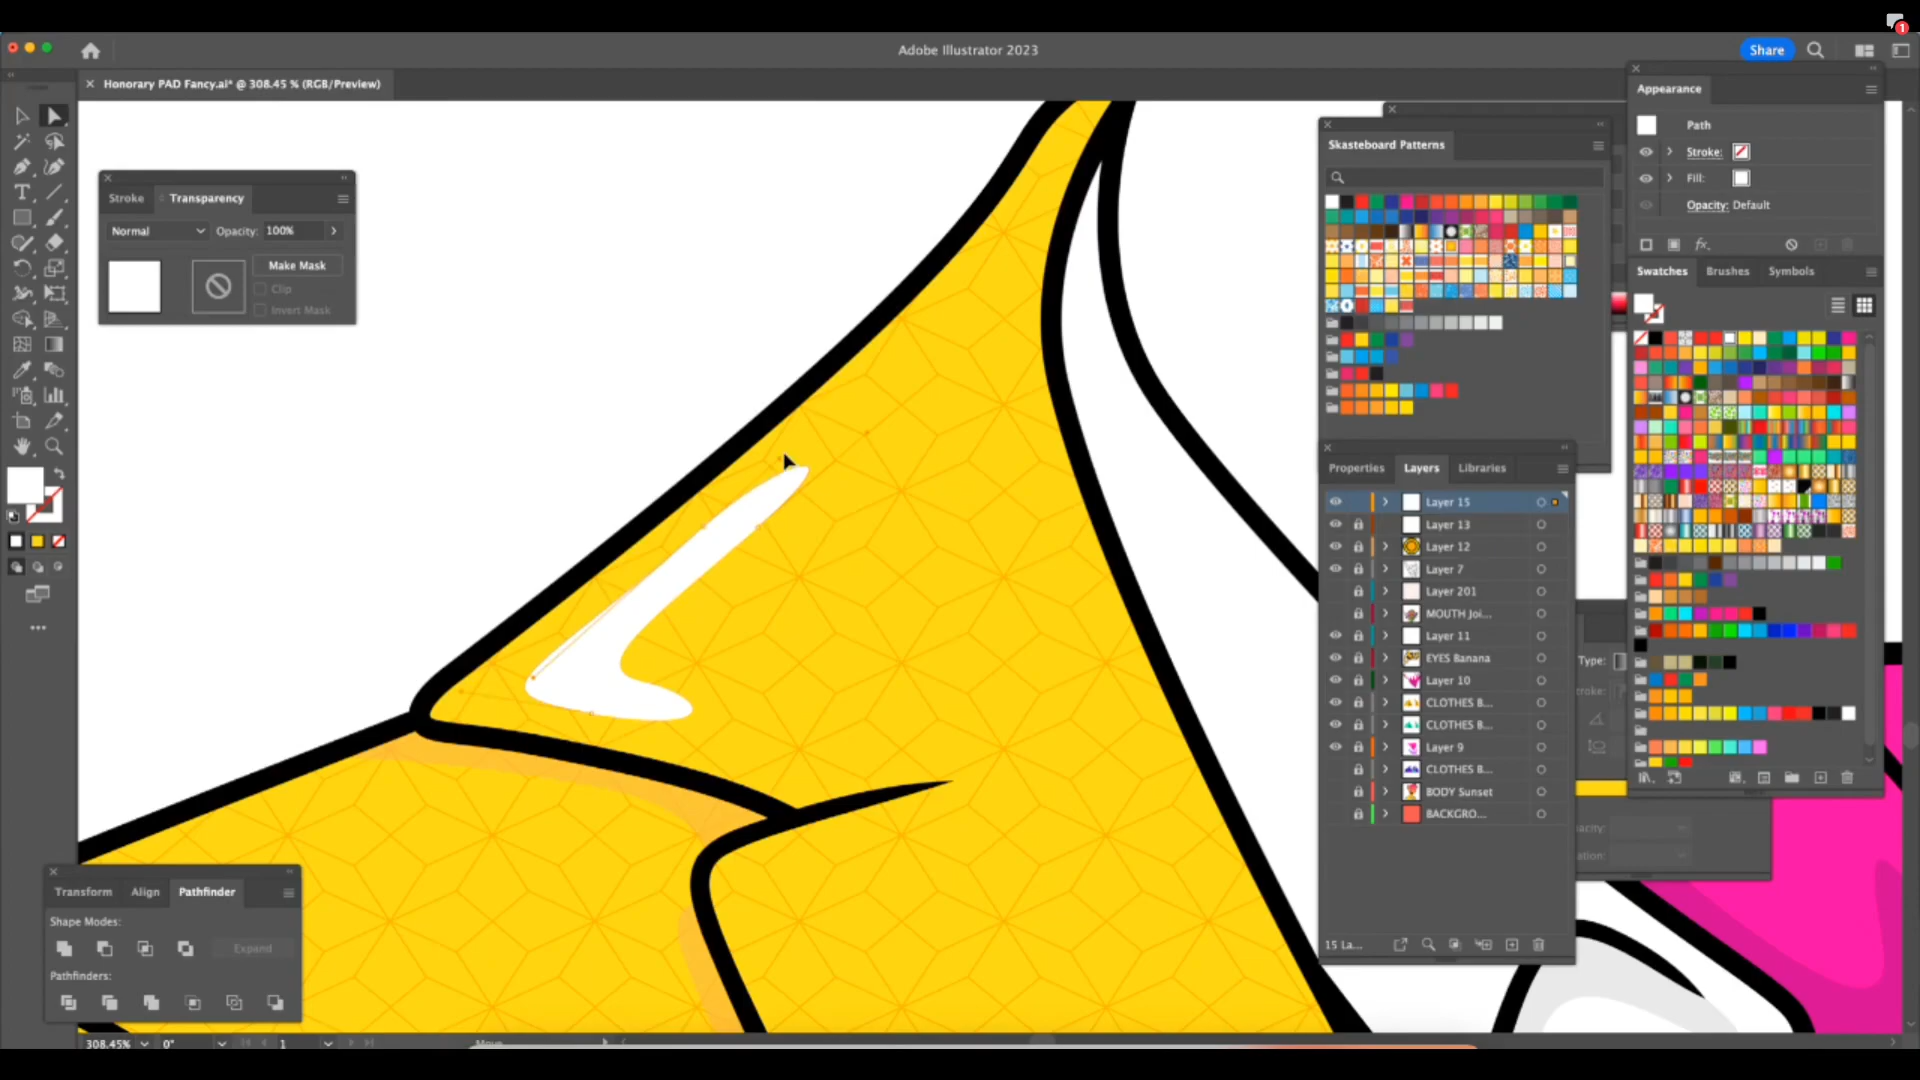 1
Adobe Illustrator 2023
Share
Honorary PAD Fancy.ai* @ 308.45 % (RGB/Preview)
Stroke
Transparency
Normal
Opacity: 100%
Make Mask
Clip
Invert Mask
Skasteboard Patterns
Appearance
Path
Stroke:
Fill:
Opacity: Default
fx
Swatches
Brushes
Symbols
Properties
Layers
Libraries
Layer 15
Layer 13
Layer 12
Layer 7
Layer 201
MOUTH Joi...
Layer 11
EYES Banana
Layer 10
CLOTHES B...
CLOTHES B...
Layer 9
CLOTHES B...
BODY Sunset
BACKGRO...
15 La...
Type:
Transform
Align
Pathfinder
Shape Modes:
Expand
Pathfinders:
308.45%
0°
1
Move